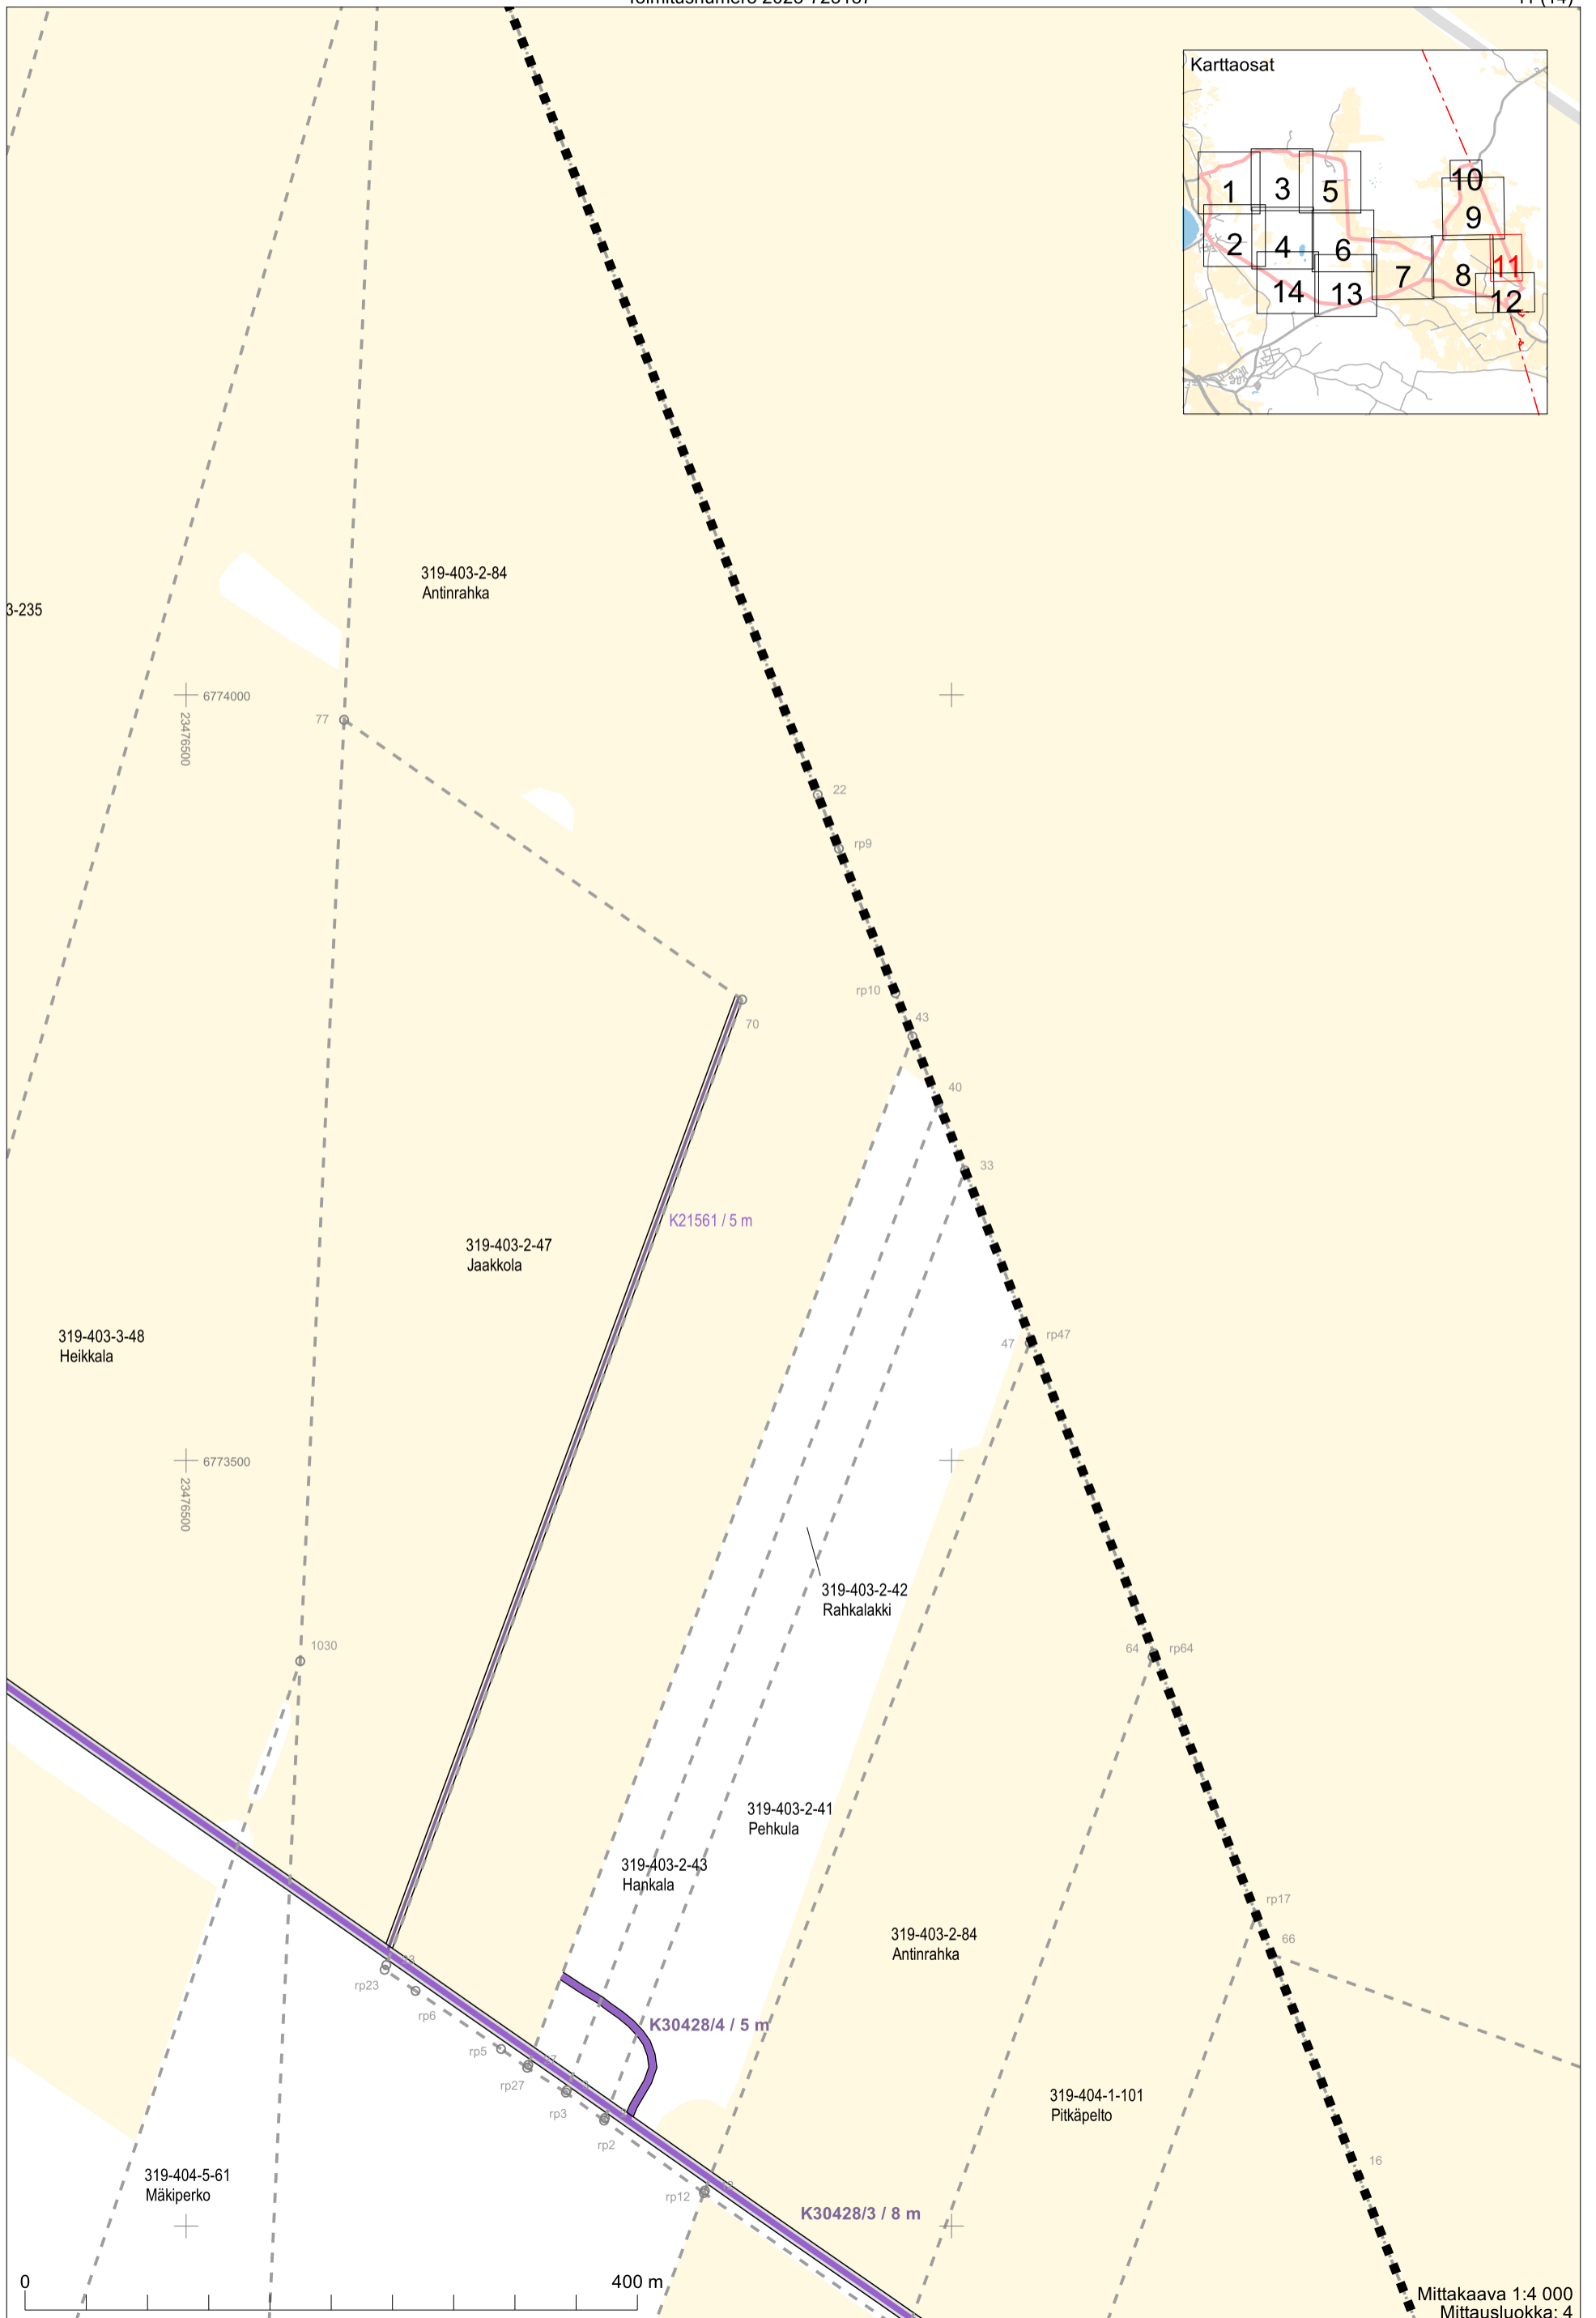 Karttaosat
1
3
5
10
9
2
4
6
7
8
11
14
13
12
319-403-2-84
Antinrahka
3-235
6774000
23476500
77
22
rp9
rp10
43
70
40
33
K21561 / 5 m
319-403-2-47
Jaakkola
319-403-3-48
Heikkala
47
rp47
6773500
23476500
319-403-2-42
Rahkalakki
1030
64
rp64
319-403-2-41
Pehkula
319-403-2-43
Hankala
rp17
319-403-2-84
Antinrahka
66
rp23
rp6
K30428/4 / 5 m
rp5
rp27
rp3
rp2
319-404-1-101
Pitkäpelto
16
319-404-5-61
Mäkiperko
rp12
K30428/3 / 8 m
0
400 m
Mittakaava 1:4 000
Mittausluokka: 4